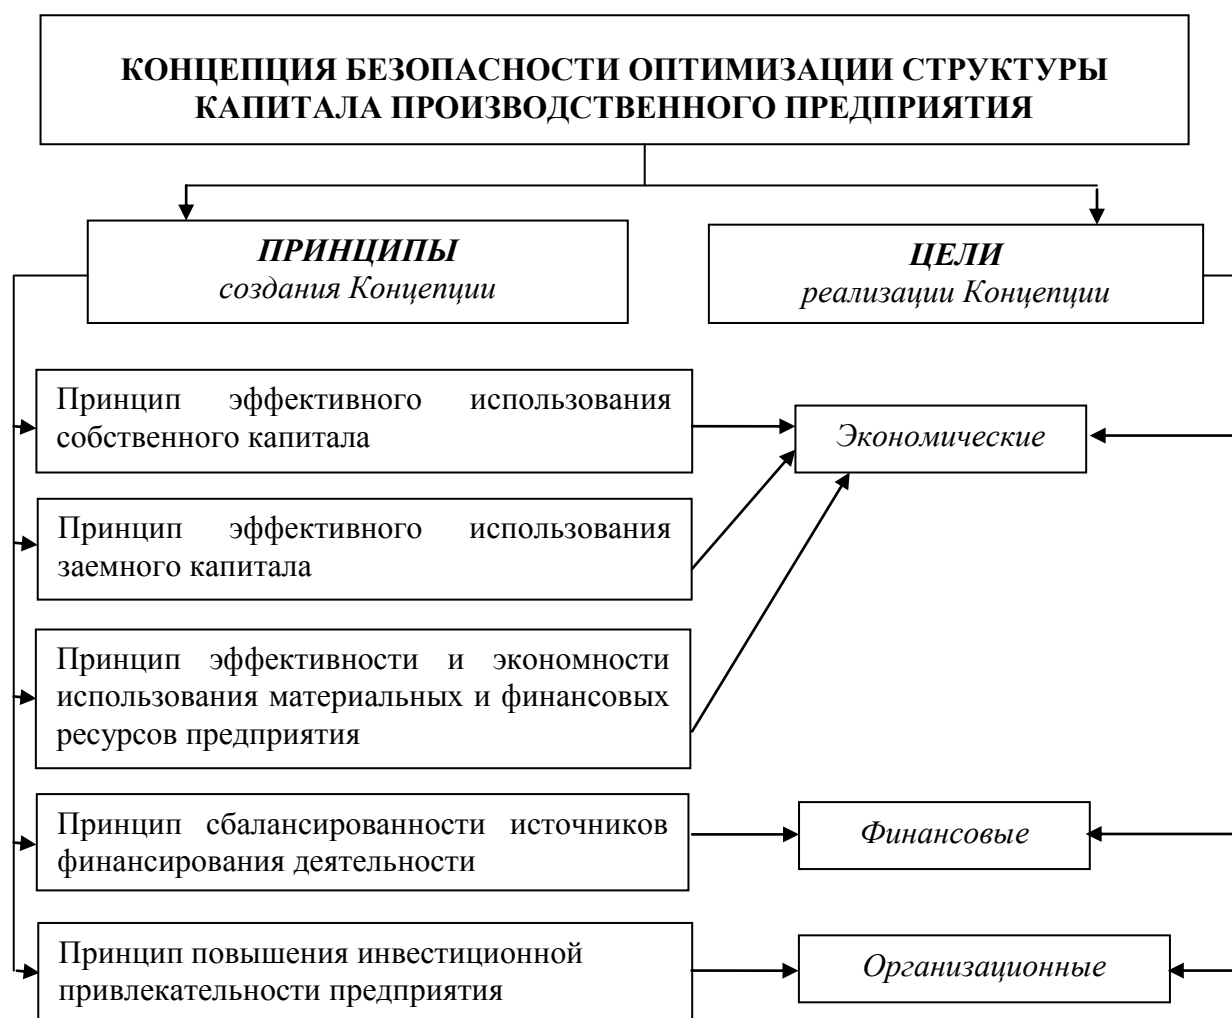 КОНЦЕПЦИЯ БЕЗОПАСНОСТИ ОПТИМИЗАЦИИ СТРУКТУРЫ
КАПИТАЛА ПРОИЗВОДСТВЕННОГО ПРЕДПРИЯТИЯ
ПРИНЦИПЫ
создания Концепции
ЦЕЛИ
реализации Концепции
Принцип эффективного использования
собственного капитала
Экономические
Принцип эффективного использования
заемного капитала
Принцип эффективности и экономности
использования материальных и финансовых
ресурсов предприятия
Принцип сбалансированности источников
финансирования деятельности
Финансовые
Принцип повышения инвестиционной
привлекательности предприятия
Организационные